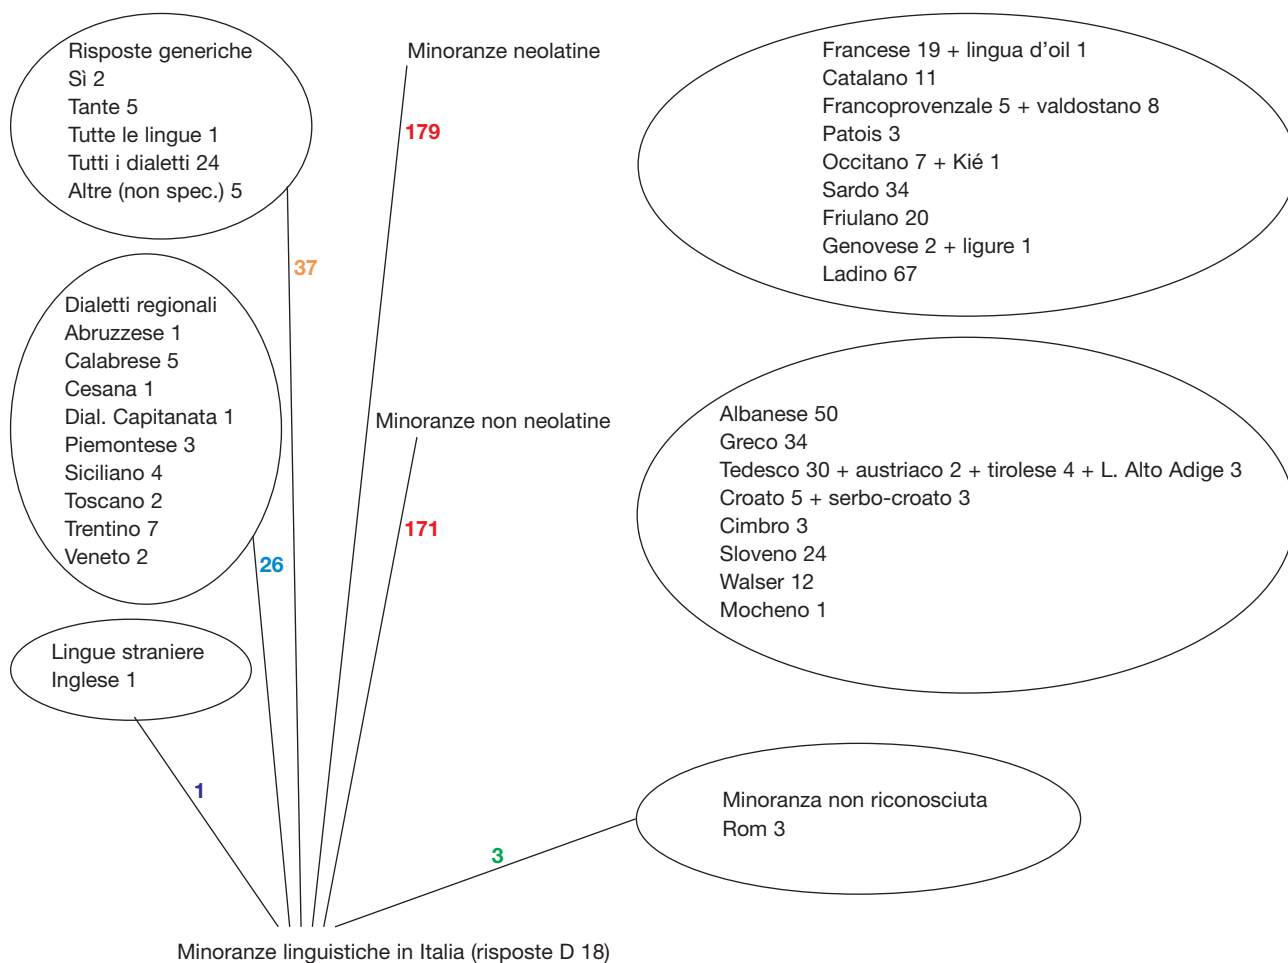 Risposte generiche
Sì 2
Tante 5
Tutte le lingue 1
Tutti i dialetti 24
Altre (non spec.) 5
37
Dialetti regionali
Abruzzese 1
Calabrese 5
Cesana 1
Dial. Capitanata 1
Piemontese 3
Siciliano 4
Toscano 2
Trentino 7
Veneto 2
26
Lingue straniere
Inglese 1
1
Minoranze neolatine
179
Francese 19 + lingua d’oil 1
Catalano 11
Francoprovenzale 5 + valdostano 8
Patois 3
Occitano 7 + Kié 1
Sardo 34
Friulano 20
Genovese 2 + ligure 1
Ladino 67
Minoranze non neolatine
171
Albanese 50
Greco 34
Tedesco 30 + austriaco 2 + tirolese 4 + L. Alto Adige 3
Croato 5 + serbo-croato 3
Cimbro 3
Sloveno 24
Walser 12
Mocheno 1
Minoranza non riconosciuta
Rom 3
3
Minoranze linguistiche in Italia (risposte D 18)